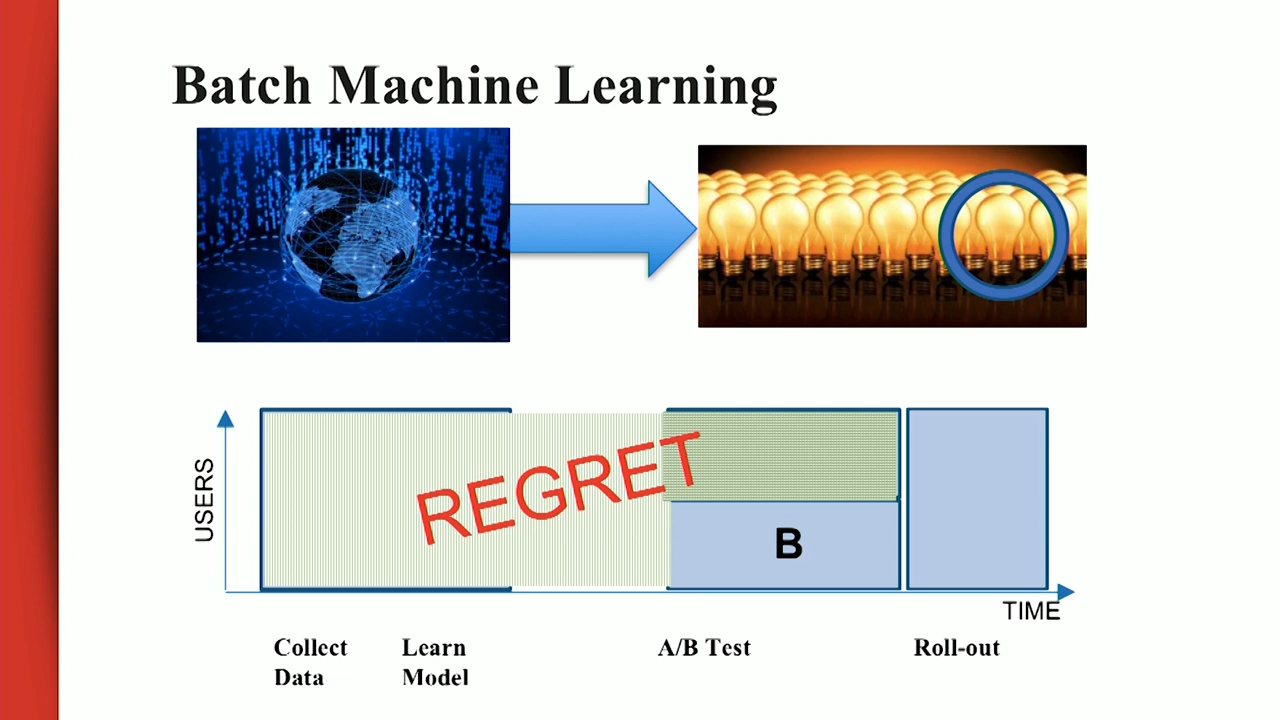 Batch Machine Learning
USERS
REGRET
B
TIME
Collect
Data
Learn
Model
A/B Test
Roll-out